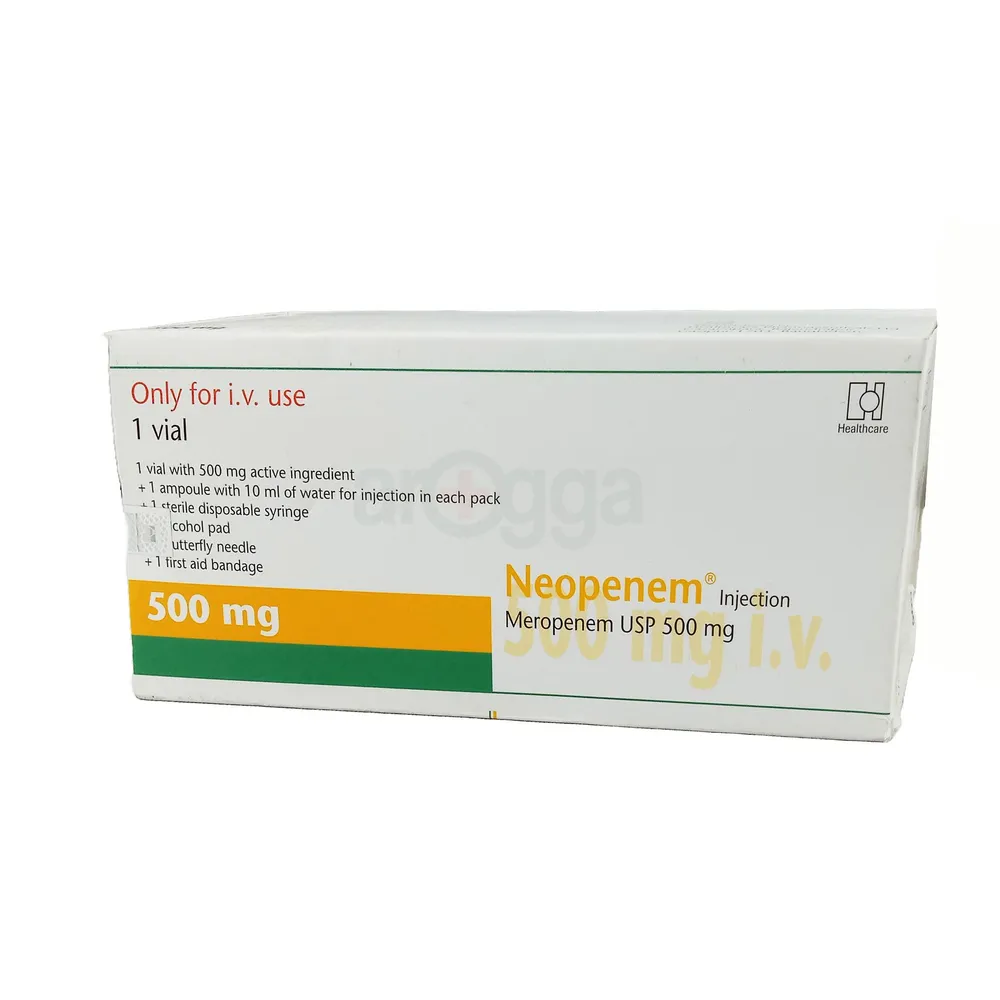 Only for i.v. use
1 vial
1 vial with 500 mg active ingredient
+ 1 ampoule with 10 ml of water for injection in each pack
+ 1 sterile disposable syringe
pad
needle
+ 1 first aid bandage
500 mg
Healthcare
arogga
Neopenem® Injection
Meropenem USP 500 mg
500 mg i.v.